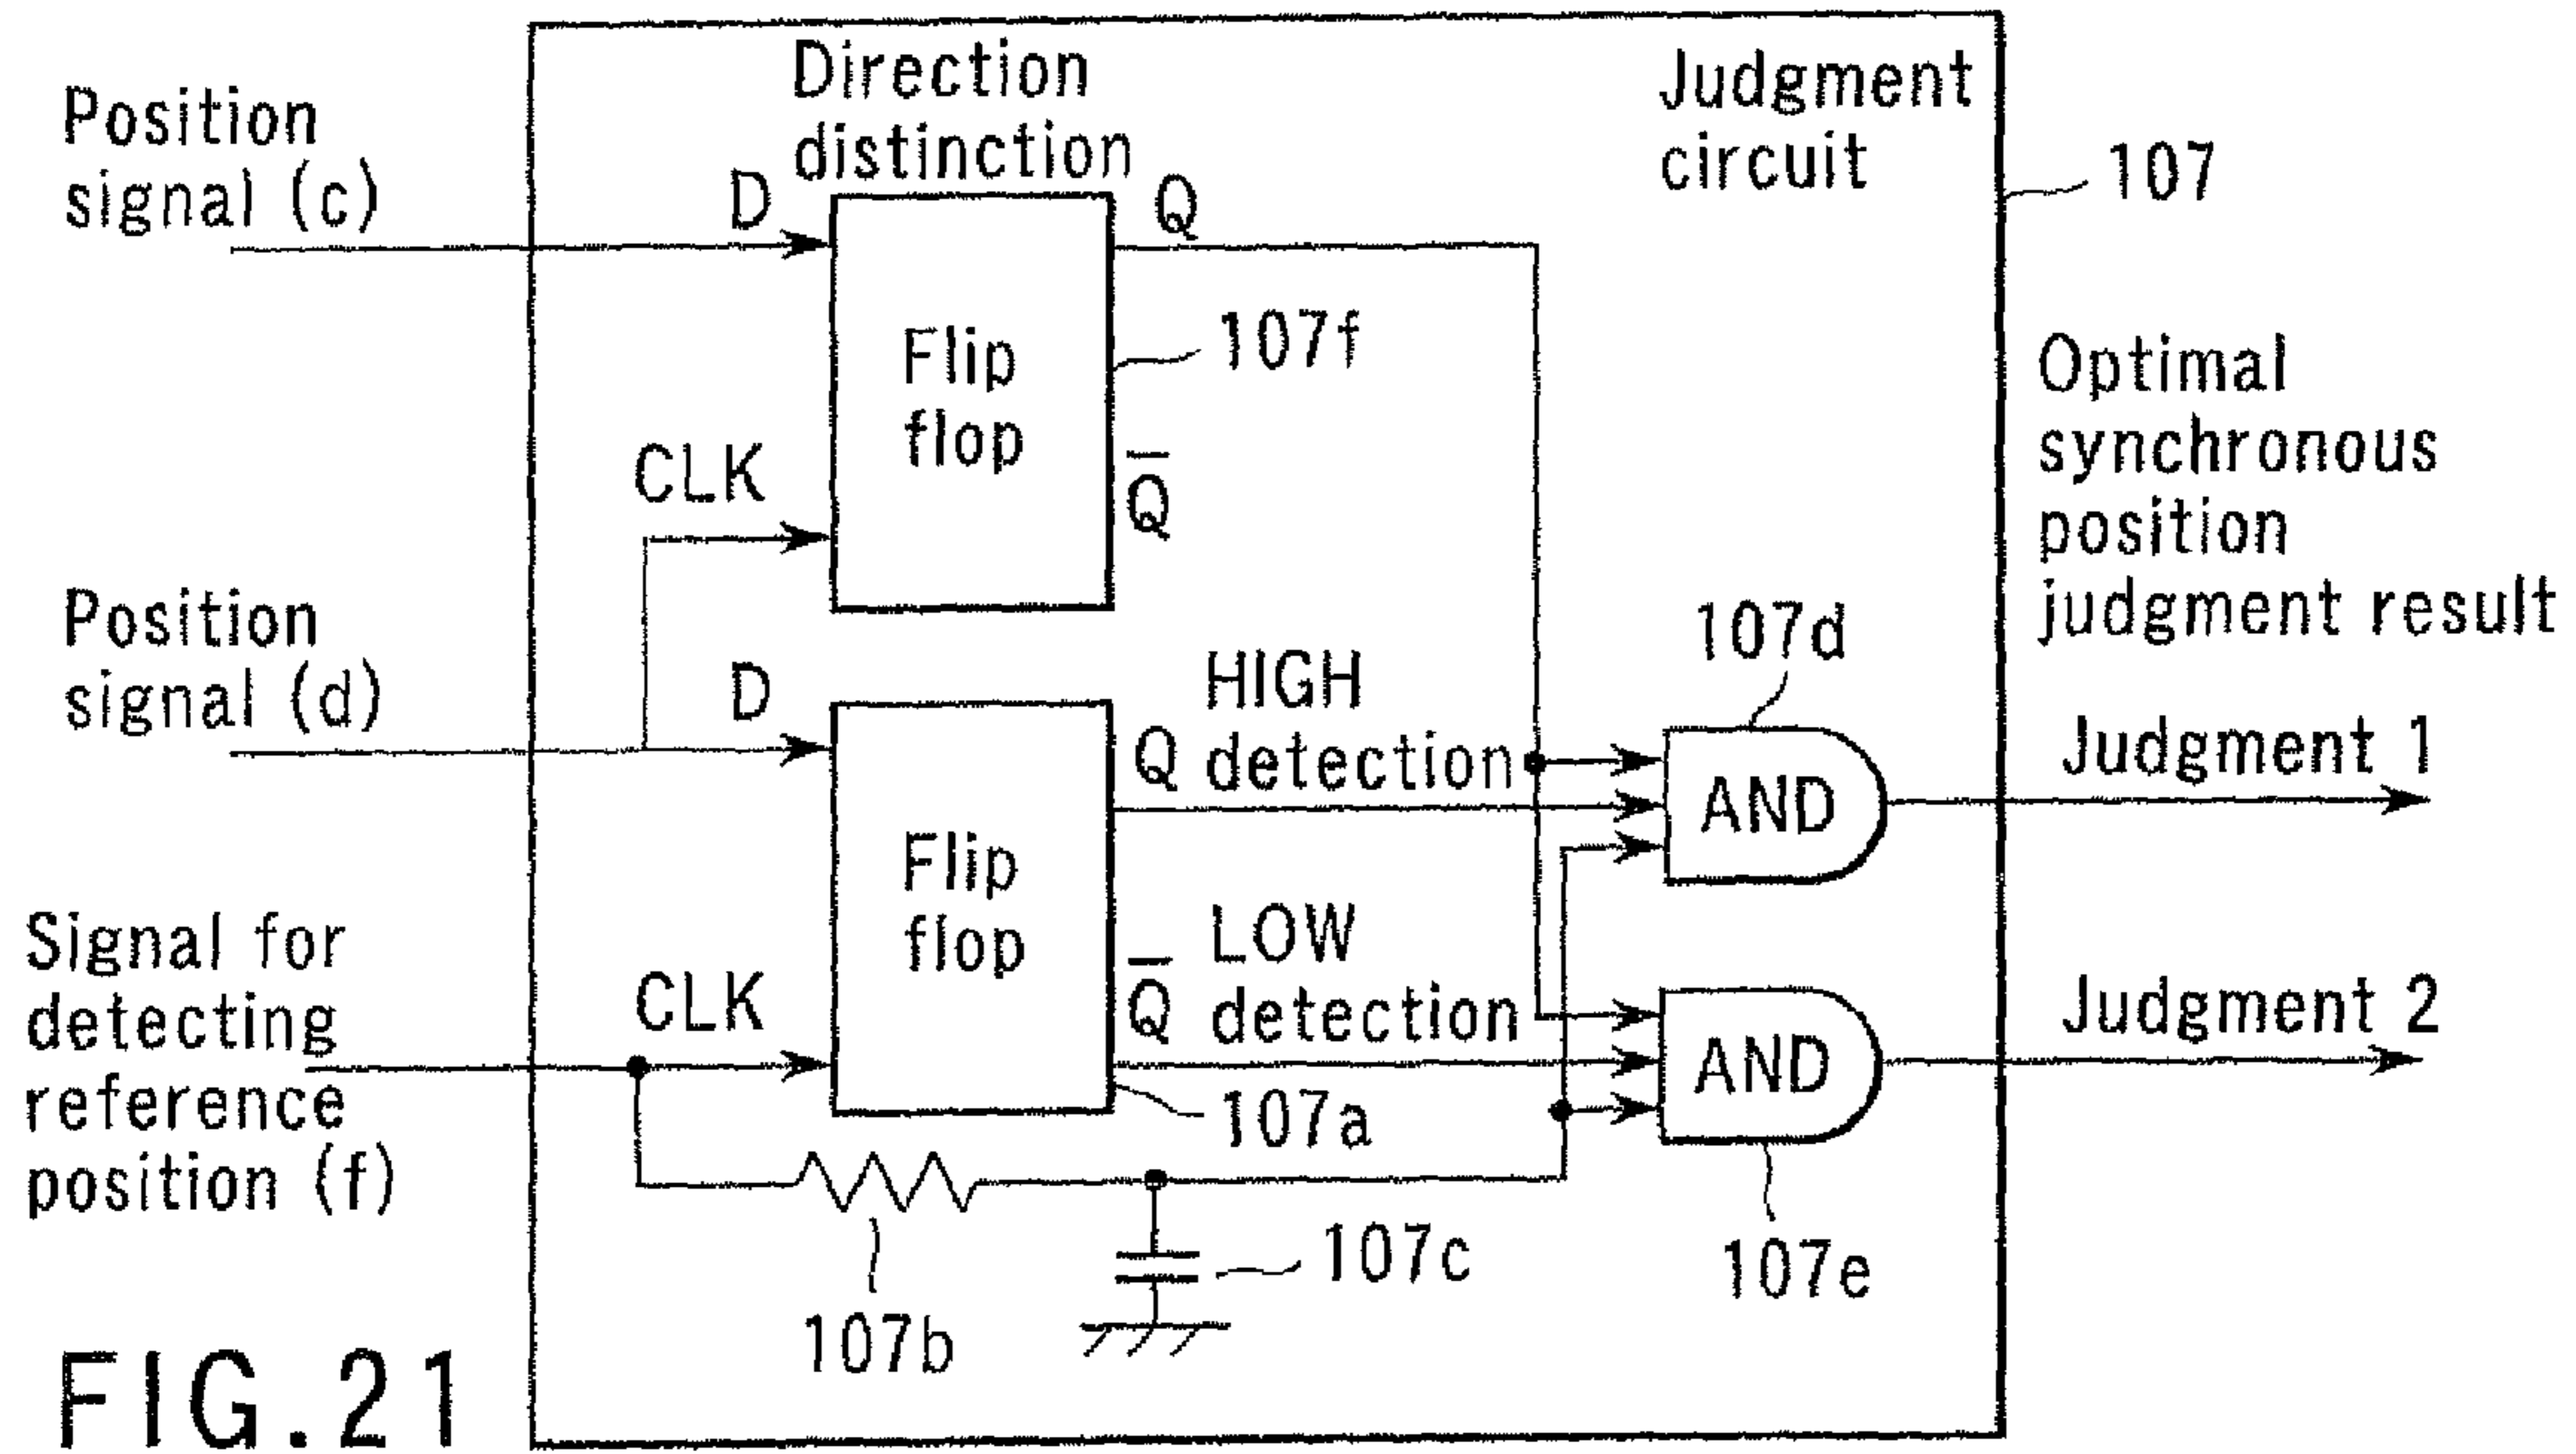 Position
signal (c)
Direction
distinction
Judgment
circuit
107
D
Q
Flip
flop
107f
CLK
Q̅
Optimal
synchronous
position
judgment result
Position
signal (d)
D
HIGH
Q detection
107d
AND
Judgment 1
Flip
flop
Signal for
detecting
reference
position (f)
CLK
LOW
Q̅ detection
107a
AND
Judgment 2
107b
107c
107e
FIG.21